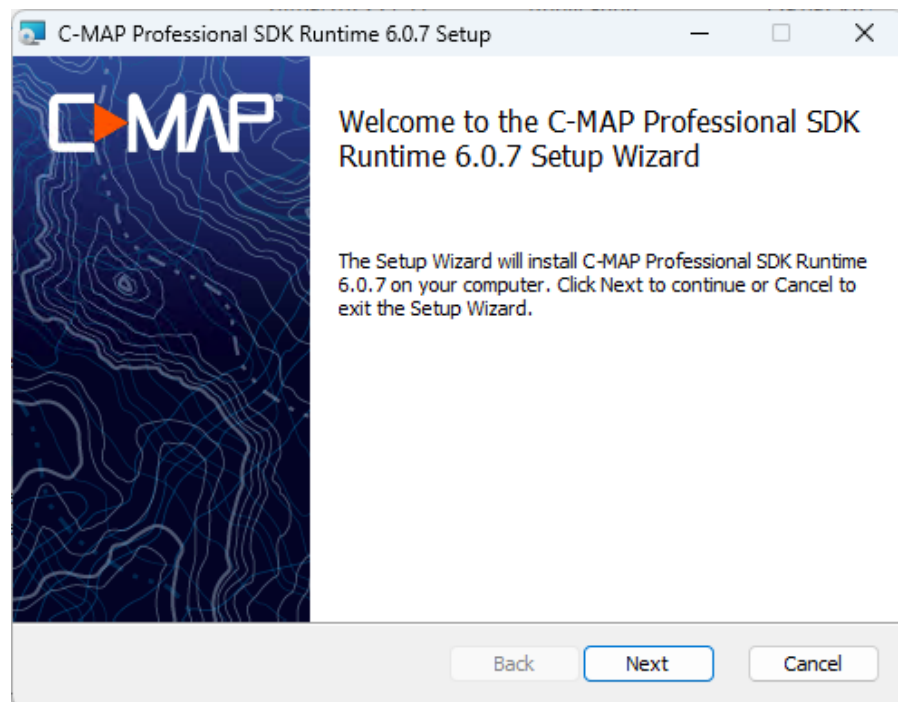 C-MAP Professional SDK Runtime 6.0.7 Setup
C-MAP®
Welcome to the C-MAP Professional SDK
Runtime 6.0.7 Setup Wizard
The Setup Wizard will install C-MAP Professional SDK Runtime
6.0.7 on your computer. Click Next to continue or Cancel to
exit the Setup Wizard.
Back
Next
Cancel